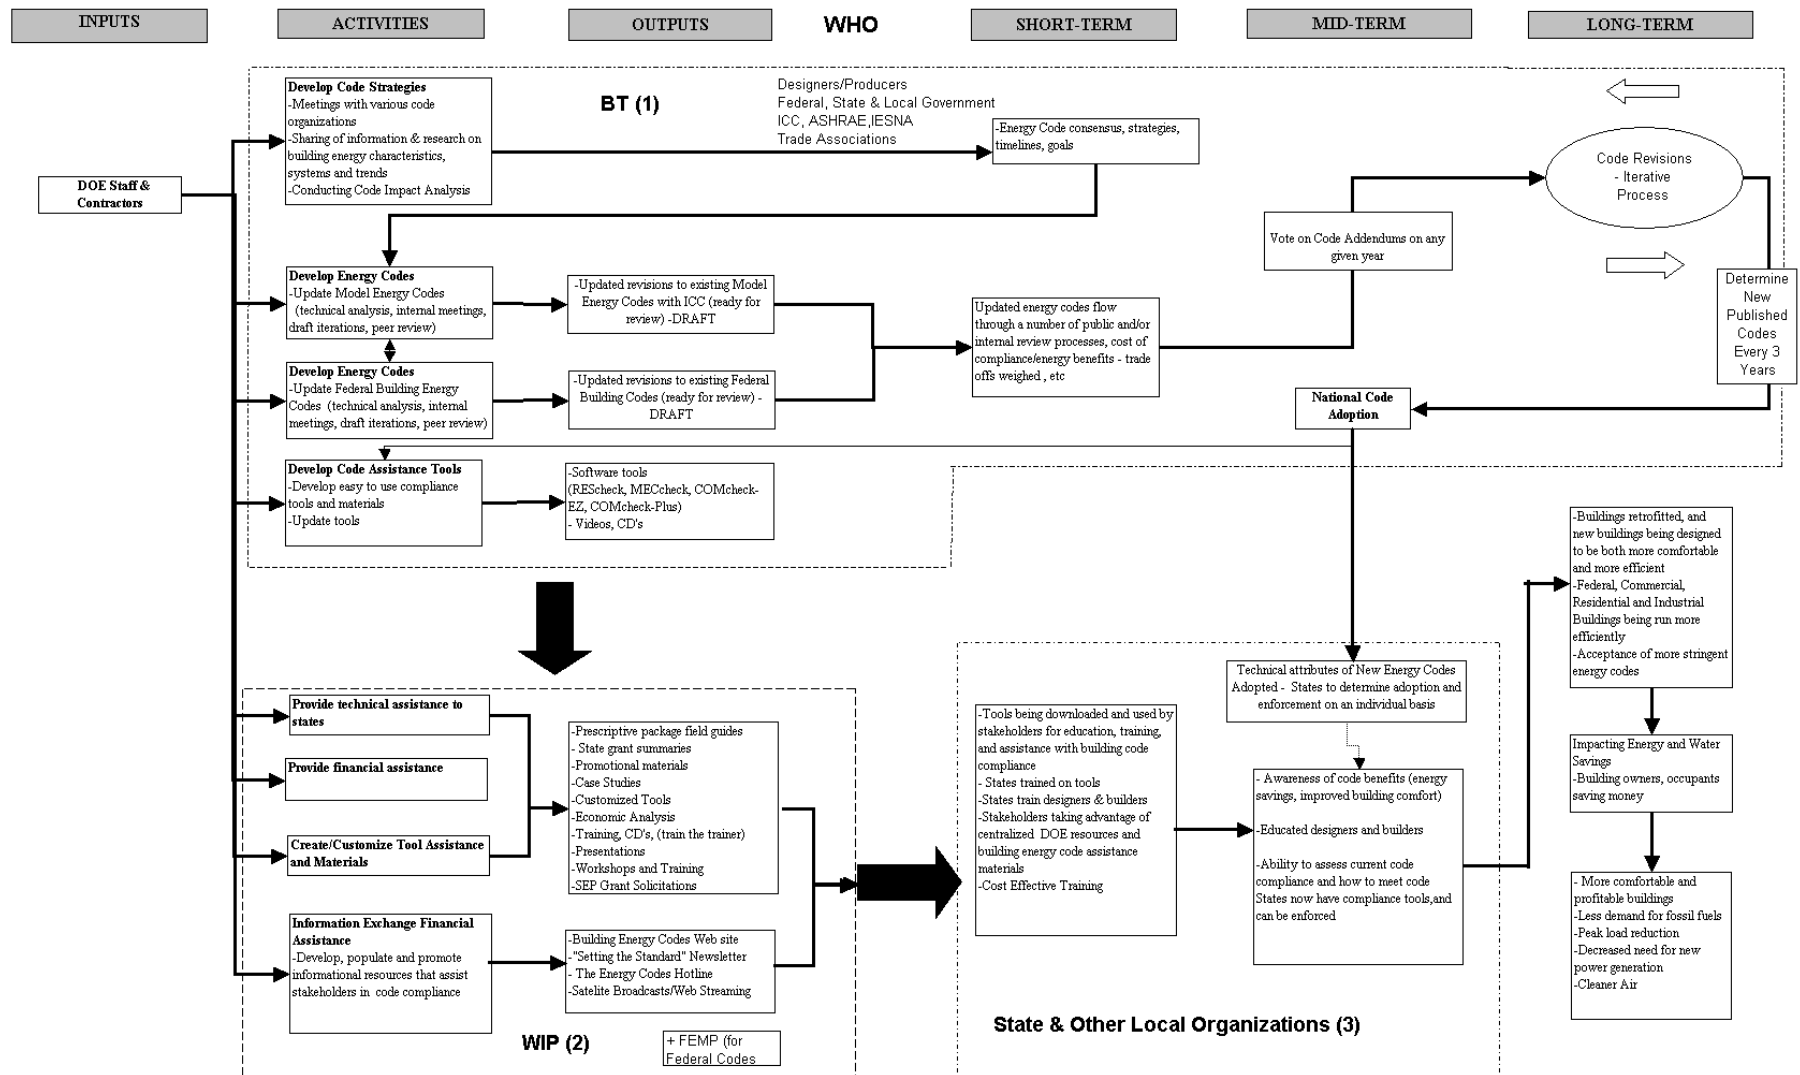 INPUTS
ACTIVITIES
OUTPUTS
WHO
SHORT-TERM
MID-TERM
LONG-TERM
DOE Staff &
Contractors
Develop Code Strategies
-Meetings with various code
organizations
-Sharing of information & research on
building energy characteristics,
systems and trends
-Conducting Code Impact Analysis
BT (1)
Designers/Producers
Federal, State & Local Government
ICC, ASHRAE,IESNA
Trade Associations
-Energy Code consensus, strategies,
timelines, goals
Code Revisions
- Iterative
Process
Vote on Code Addendums on any
given year
Determine
New
Published
Codes
Every 3
Years
Develop Energy Codes
-Update Model Energy Codes
(technical analysis, internal meetings,
draft iterations, peer review)
-Updated revisions to existing Model
Energy Codes with ICC (ready for
review) -DRAFT
Updated energy codes flow
through a number of public and/or
internal review processes, cost of
compliance/energy benefits - trade
offs weighed , etc
Develop Energy Codes
-Update Federal Building Energy
Codes (technical analysis, internal
meetings, draft iterations, peer review)
-Updated revisions to existing Federal
Building Codes (ready for review) -
DRAFT
National Code
Adoption
Develop Code Assistance Tools
-Develop easy to use compliance
tools and materials
-Update tools
-Software tools
(REScheck, MECcheck, COMcheck-
EZ, COMcheck-Plus)
- Videos, CD's
-Buildings retrofitted, and
new buildings being designed
to be both more comfortable
and more efficient
-Federal, Commercial,
Residential and Industrial
Buildings being run more
efficiently
-Acceptance of more stringent
energy codes
Provide technical assistance to
states
Provide financial assistance
Create/Customize Tool Assistance
and Materials
-Prescriptive package field guides
- State grant summaries
-Promotional materials
-Case Studies
-Customized Tools
-Economic Analysis
-Training, CD's, (train the trainer)
-Presentations
-Workshops and Training
-SEP Grant Solicitations
Information Exchange Financial
Assistance
-Develop, populate and promote
informational resources that assist
stakeholders in code compliance
-Building Energy Codes Web site
-"Setting the Standard" Newsletter
- The Energy Codes Hotline
-Satelite Broadcasts/Web Streaming
WIP (2)
+ FEMP (for
Federal Codes
-Tools being downloaded and used by
stakeholders for education, training,
and assistance with building code
compliance
- States trained on tools
-States train designers & builders
-Stakeholders taking advantage of
centralized DOE resources and
building energy code assistance
materials
-Cost Effective Training
Technical attributes of New Energy Codes
Adopted - States to determine adoption and
enforcement on an individual basis
- Awareness of code benefits (energy
savings, improved building comfort)
-Educated designers and builders
-Ability to assess current code
compliance and how to meet code
States now have compliance tools,and
can be enforced
State & Other Local Organizations (3)
Impacting Energy and Water
Savings
-Building owners, occupants
saving money
- More comfortable and
profitable buildings
-Less demand for fossil fuels
-Peak load reduction
-Decreased need for new
power generation
-Cleaner Air